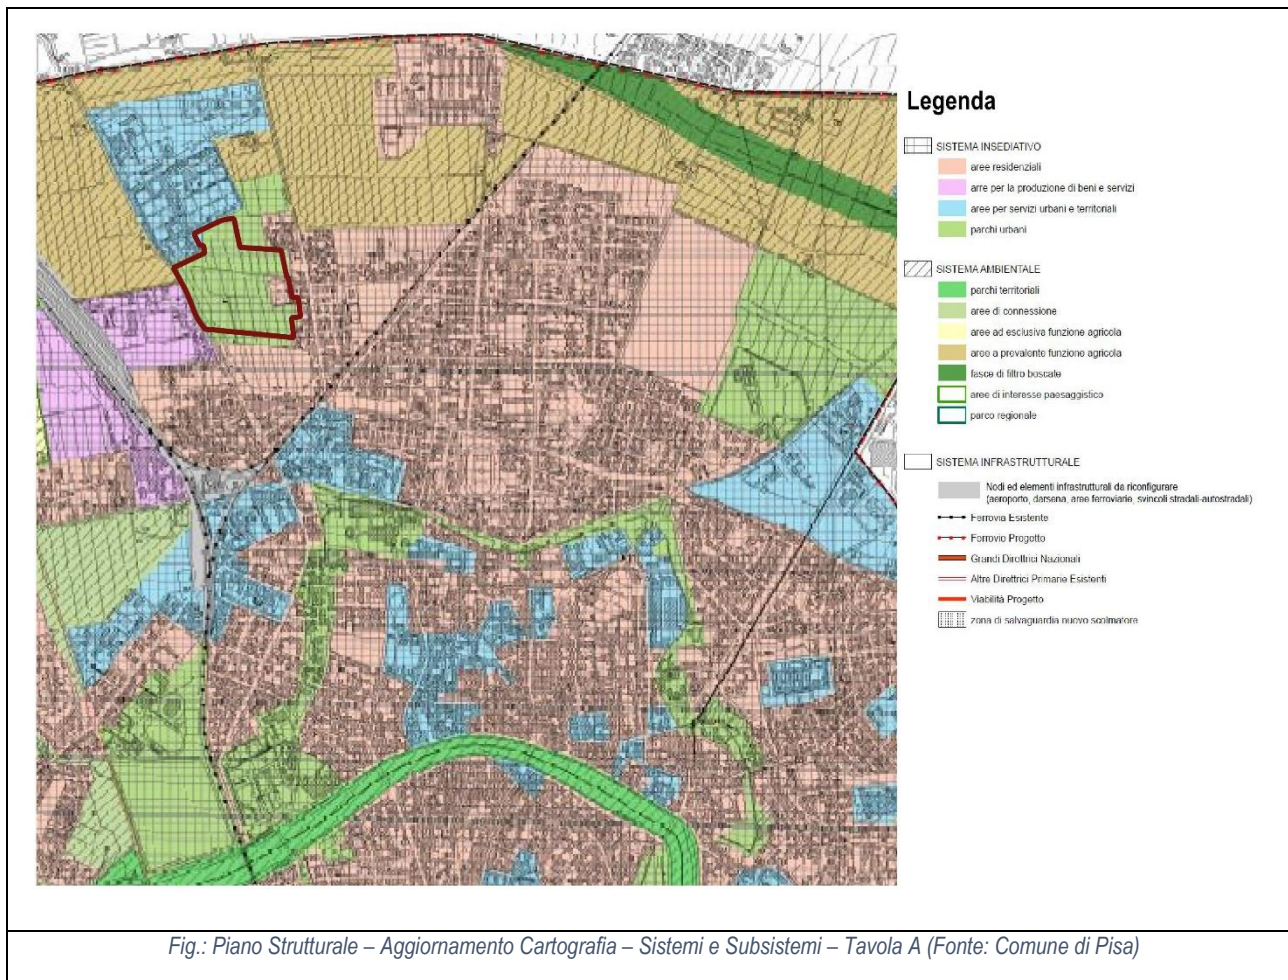 Legenda
SISTEMA INSEDIATIVO
aree residenziali
arre per la produzione di beni e servizi
aree per servizi urbani e territoriali
parchi urbani
SISTEMA AMBIENTALE
parchi territoriali
aree di connessione
aree ad esclusiva funzione agricola
aree a prevalente funzione agricola
fasce di filtro boscate
aree di interesse paesaggistico
parco regionale
SISTEMA INFRASTRUTTURALE
Nodi ed elementi infrastrutturali da riconfigurare
(aeroporto, darsena, aree ferroviarie, svincoli stradali-autostradali)
Ferrovia Esistente
Ferrovie Progetto
Grandi Direttrici Nazionali
Altre Direttrici Primarie Esistenti
Viabilità Progetto
zona di salvaguardia nuovo scolmatore
Fig.: Piano Strutturale – Aggiornamento Cartografia – Sistemi e Subsistemi – Tavola A (Fonte: Comune di Pisa)